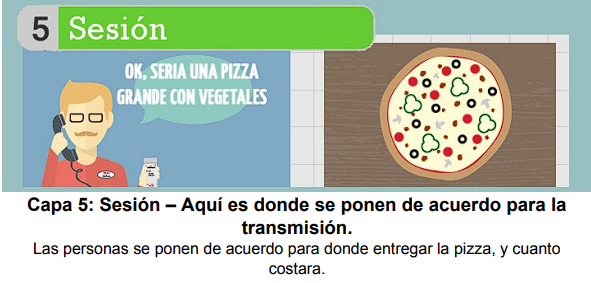 5 Sesión
OK, SERIA UNA PIZZA
GRANDE CON VEGETALES
Capa 5: Sesión – Aquí es donde se ponen de acuerdo para la
transmisión.
Las personas se ponen de acuerdo para donde entregar la pizza, y cuanto
costara.